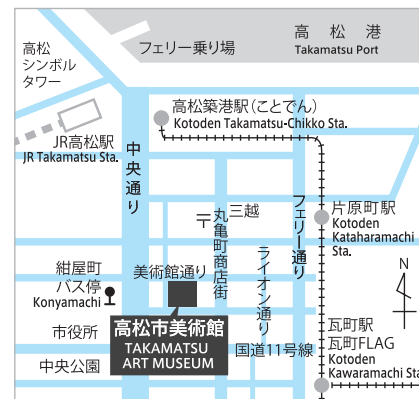 高松港
Takamatsu Port
フェリー乗り場
高松
シンボル
タワー
高松築港駅(ことでん)
Kotoden Takamatsu-Chikko Sta.
JR高松駅
JR Takamatsu Sta.
中央通り
丸亀町商店街
三越
フェリー通り
片原町駅
Kotoden
Kataharamachi
Sta.
紺屋町
バス停
Konyamachi
美術館通り
ライオン通り
N
高松市美術館
TAKAMATSU
ART MUSEUM
市役所
中央公園
国道11号線
瓦町駅
瓦町FLAG
Kotoden
Kawaramachi Sta